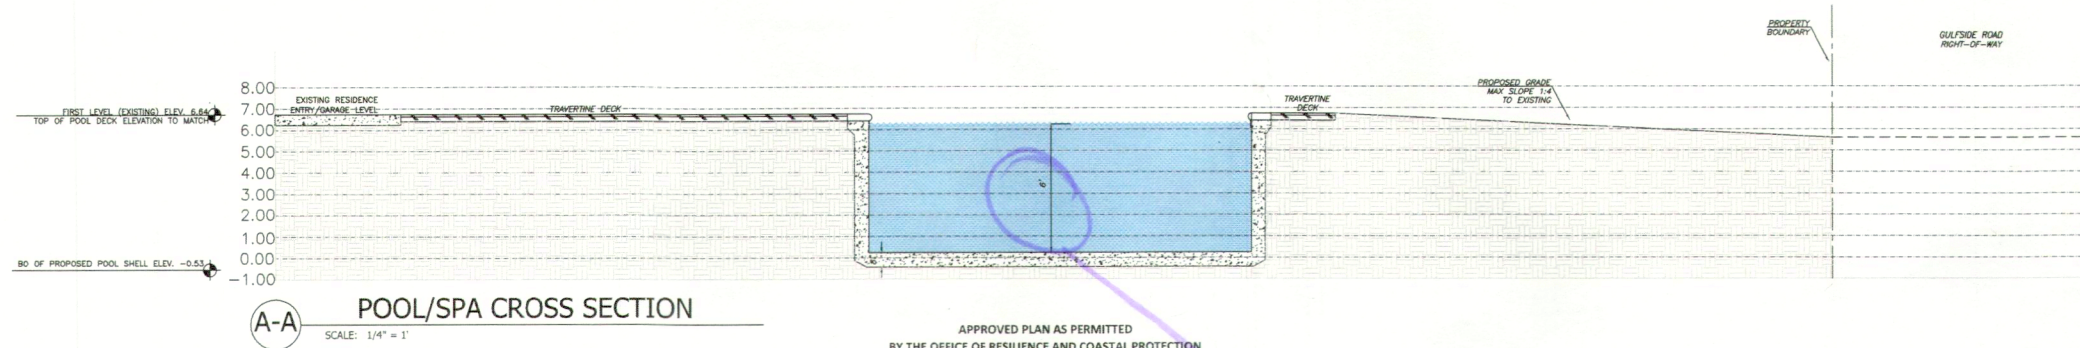 PROPERTY
BOUNDARY
GULFSIDE ROAD
RIGHT-OF-WAY
PROPOSED GRADE
MAX SLOPE 1:4
TO EXISTING
8.00
7.00
6.00
5.00
4.00
3.00
2.00
1.00
0.00
-1.00
EXISTING RESIDENCE
ENTRY/GARAGE LEVEL
TRAVERTINE DECK
TRAVERTINE
DECK
FIRST LEVEL (EXISTING) ELEV. 6.64
TOP OF POOL DECK ELEVATION TO MATCH
BO OF PROPOSED POOL SHELL ELEV. -0.53
A-A
POOL/SPA CROSS SECTION
SCALE: 1/4" = 1'
APPROVED PLAN AS PERMITTED
BY THE OFFICE OF RESILIENCE AND COASTAL PROTECTION